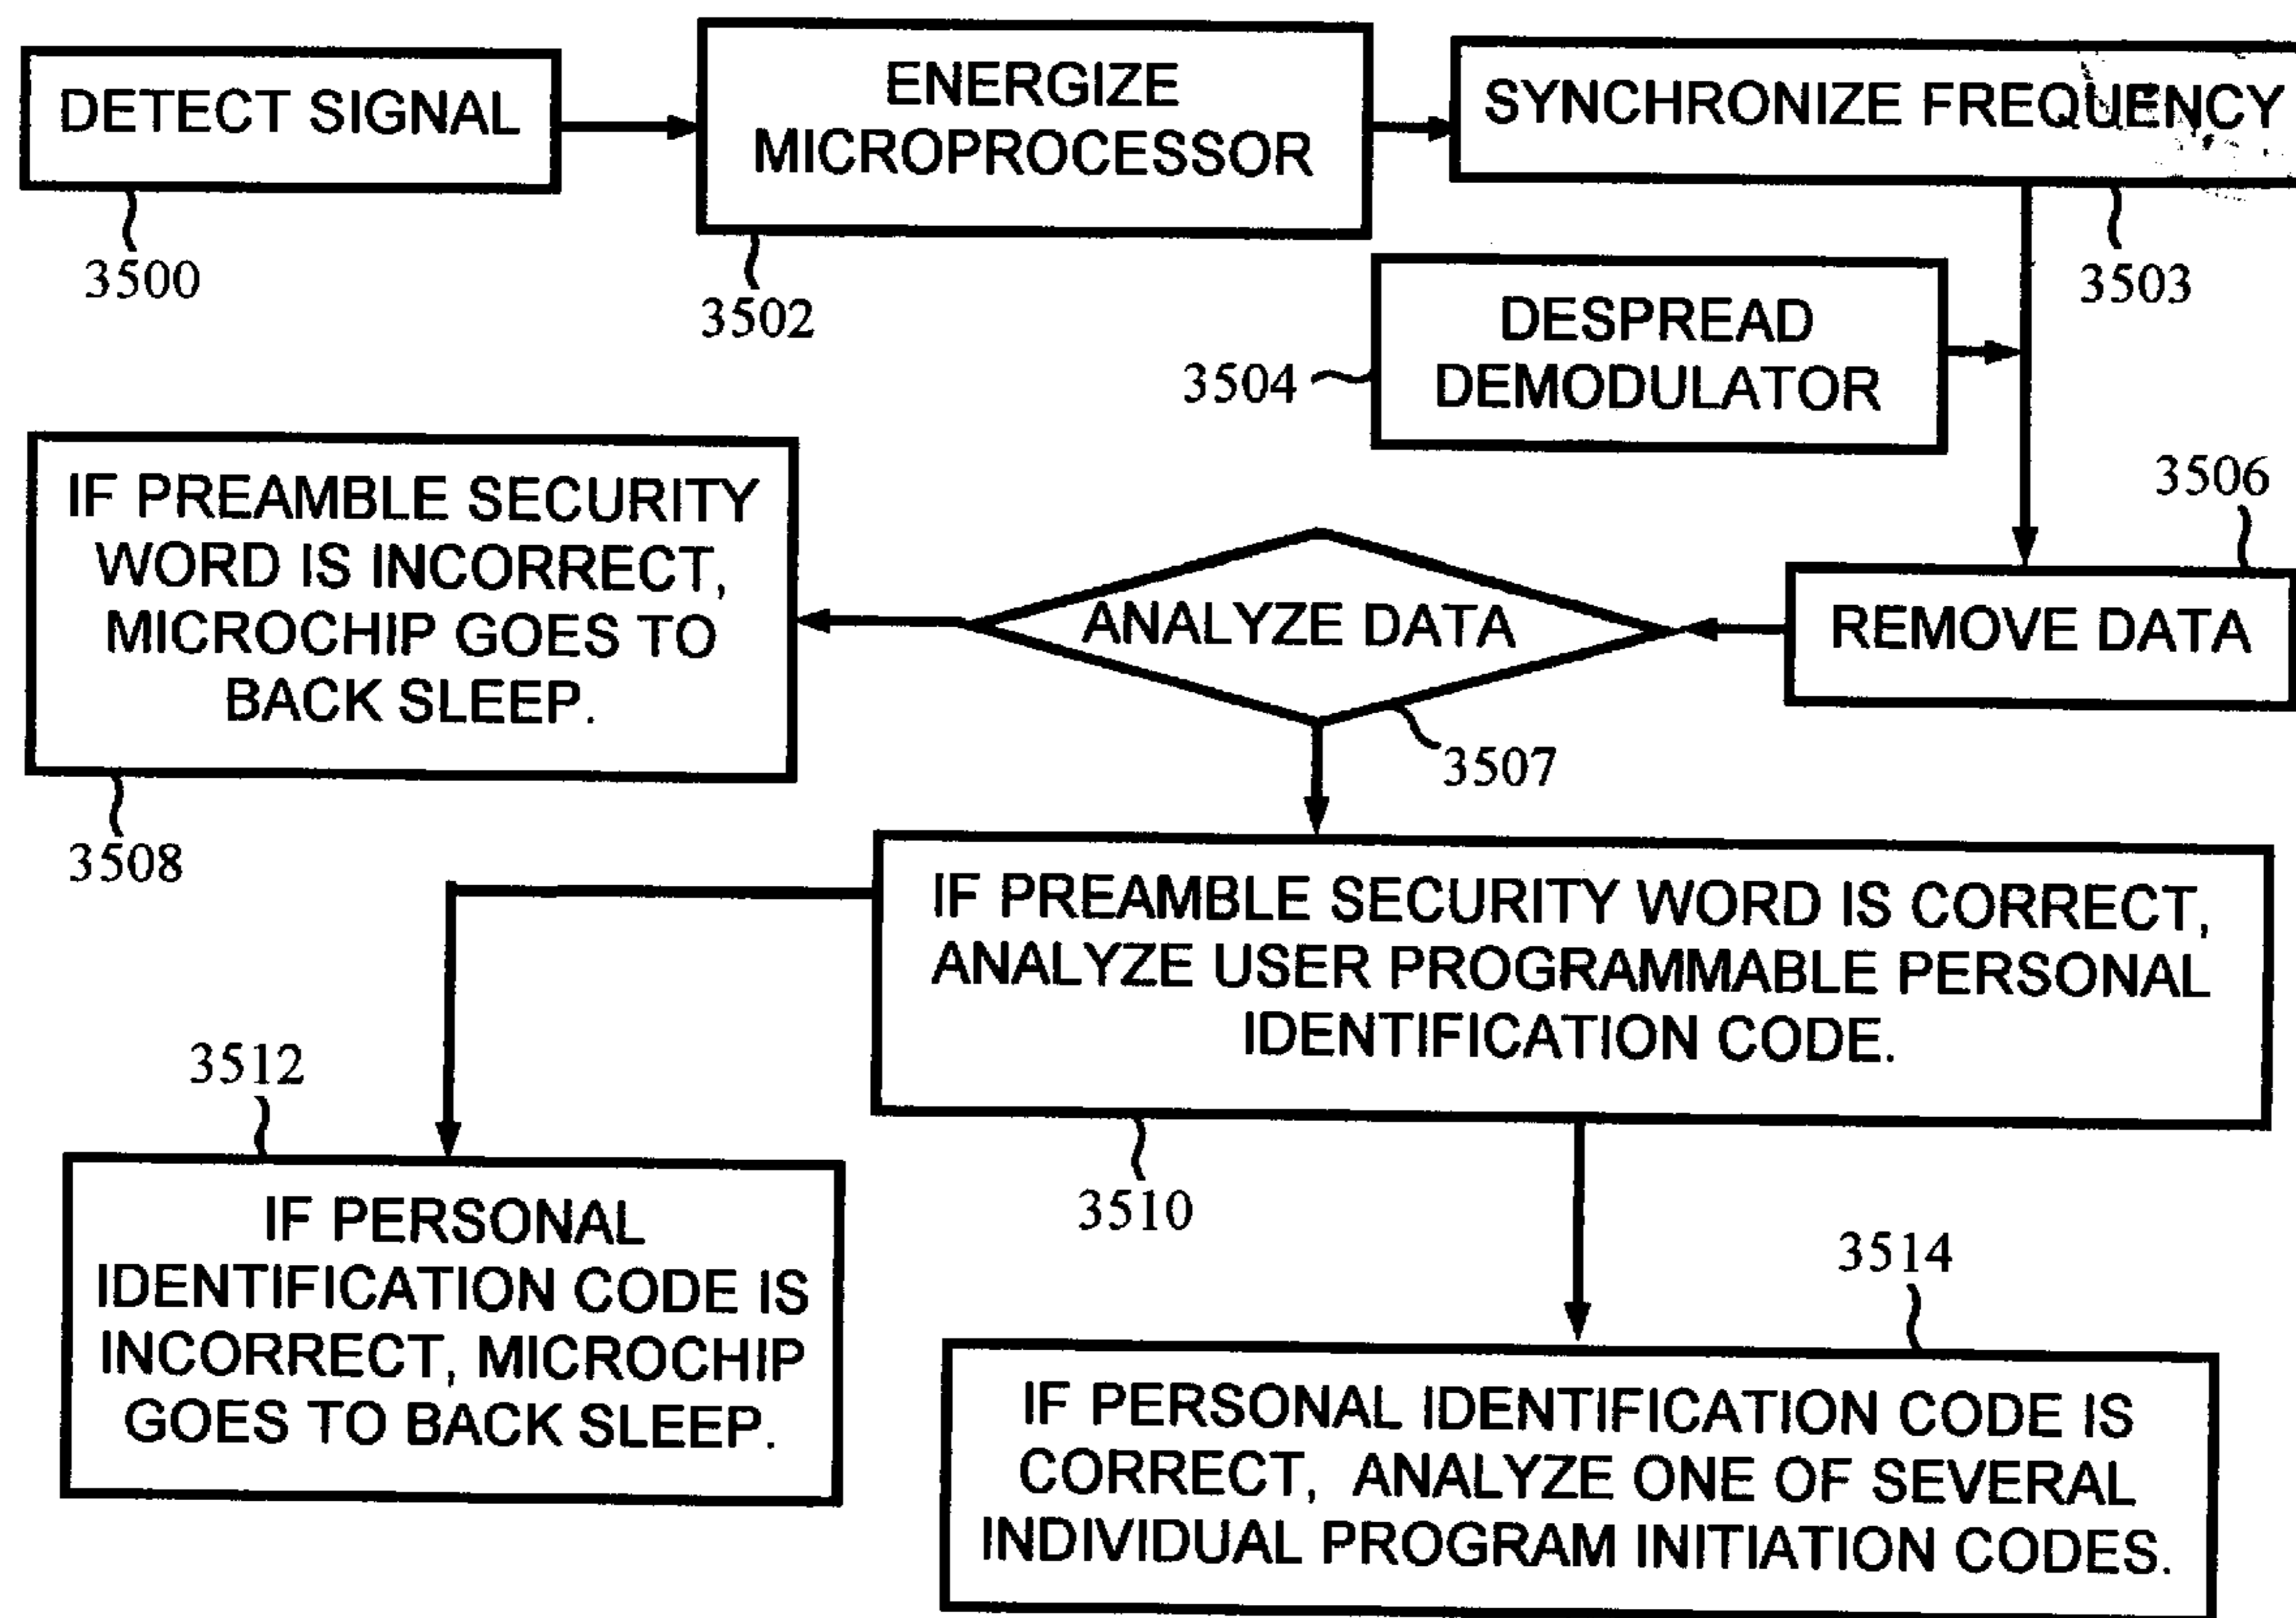 DETECT SIGNAL
3500
ENERGIZE
MICROPROCESSOR
3502
SYNCHRONIZE FREQUENCY
3503
DESPREAD
DEMODULATOR
3504
3506
REMOVE DATA
ANALYZE DATA
3507
IF PREAMBLE SECURITY
WORD IS INCORRECT,
MICROCHIP GOES TO
BACK SLEEP.
3508
IF PREAMBLE SECURITY WORD IS CORRECT,
ANALYZE USER PROGRAMMABLE PERSONAL
IDENTIFICATION CODE.
3510
3512
IF PERSONAL
IDENTIFICATION CODE IS
INCORRECT, MICROCHIP
GOES TO BACK SLEEP.
3514
IF PERSONAL IDENTIFICATION CODE IS
CORRECT, ANALYZE ONE OF SEVERAL
INDIVIDUAL PROGRAM INITIATION CODES.